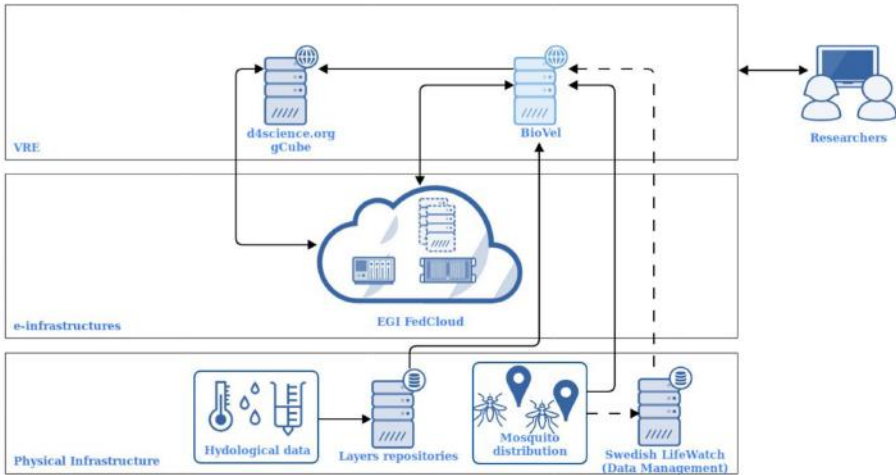 d4science.org
gCube
BioVel
VRE
Researchers
EGI FedCloud
e-infrastructures
Hydological data
Layers repositories
Mosquito
distribution
Swedish LifeWatch
(Data Management)
Physical Infrastructure